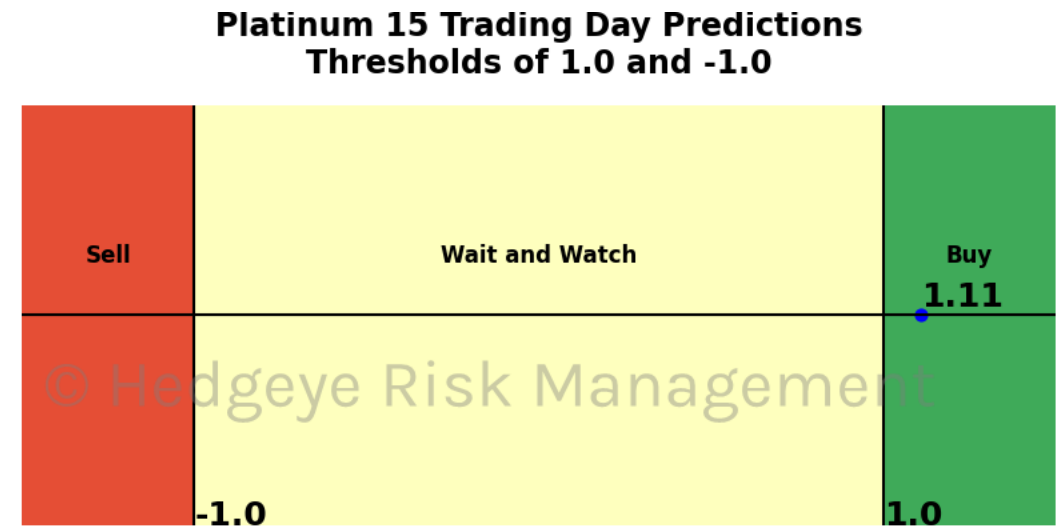 Platinum 15 Trading Day Predictions
Thresholds of 1.0 and -1.0
Sell
Wait and Watch
Buy
1.11
© Hedgeye Risk Management
-1.0
1.0